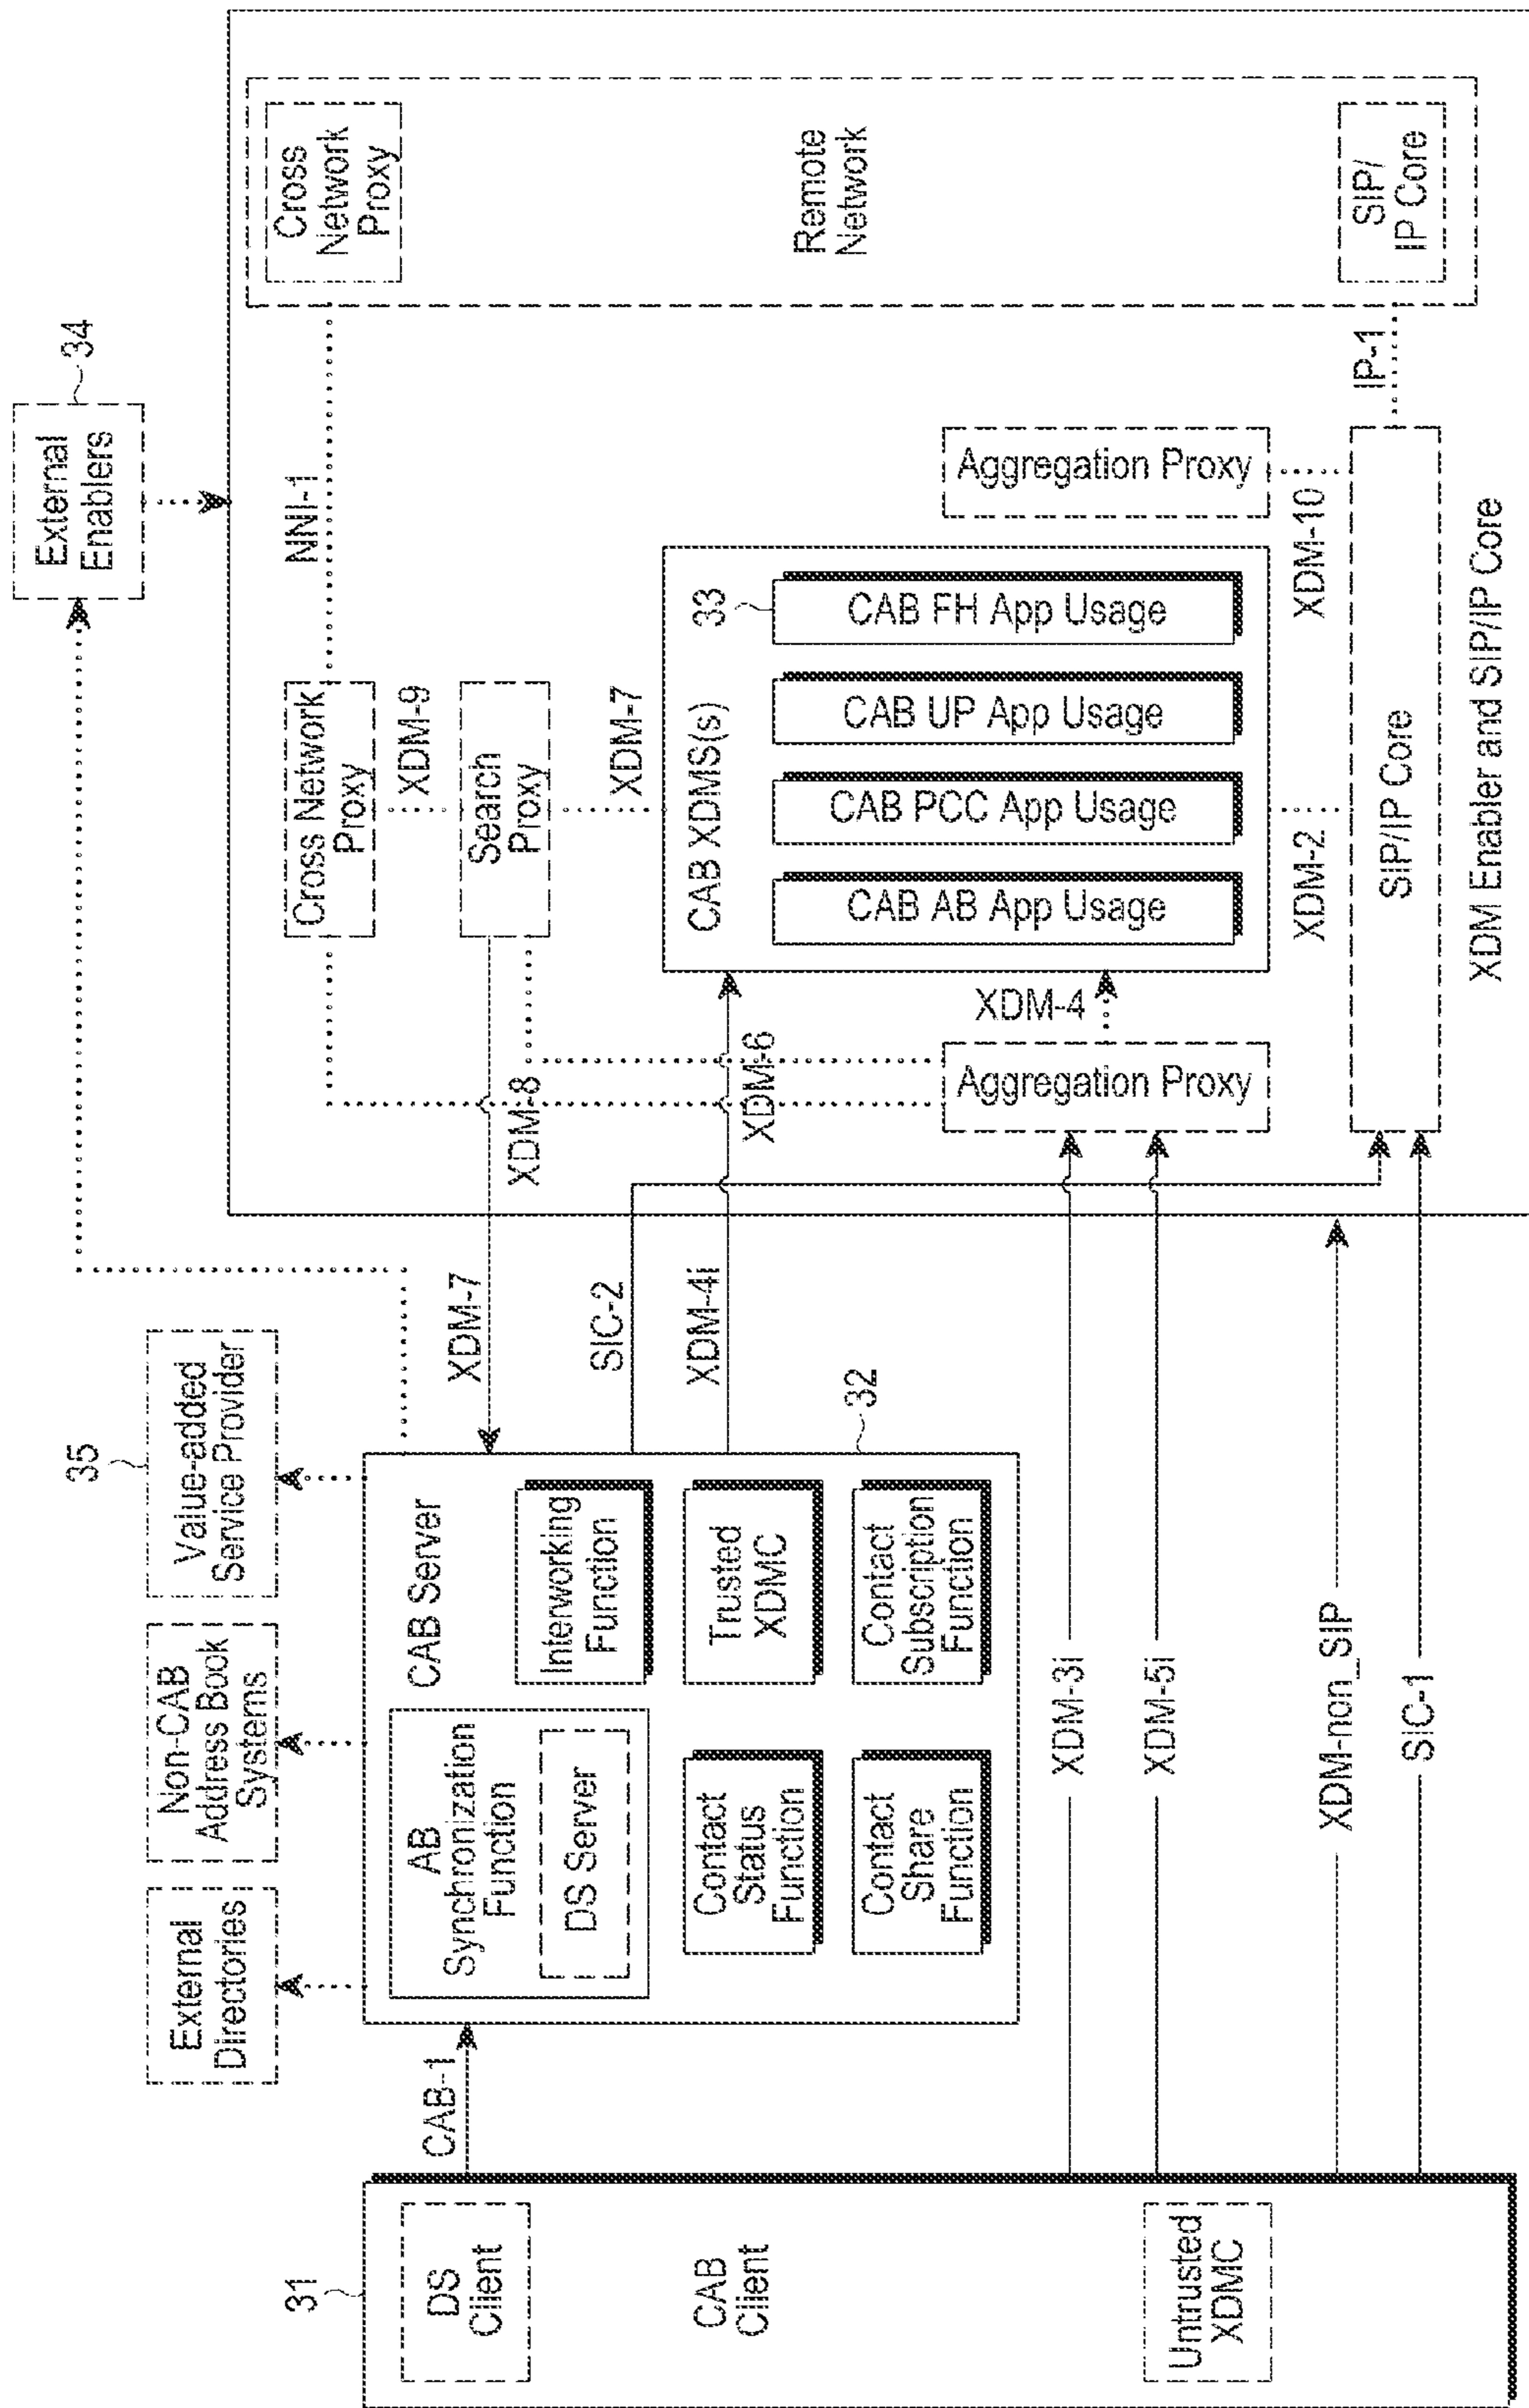 31
DS
Client
CAB
Client
Untrusted
XDMC
CAB-1
External
Directories
Non-CAB
Address Book
Systems
35
Value-added
Service Provider
CAB Server
AB
Synchronization
Function
DS Server
Interworking
Function
Contact
Status
Function
Trusted
XDMC
Contact
Share
Function
Contact
Subscription
Function
32
XDM-7
SIC-2
XDM-4i
XDM-3i
XDM-5i
XDM-non_SIP
SIC-1
External
Enablers
34
NNI-1
Cross Network
Proxy
XDM-9
Search
Proxy
XDM-7
XDM-8
XDM-6
CAB XDMS(s)
33
CAB AB App Usage
CAB PCC App Usage
CAB UP App Usage
CAB FH App Usage
XDM-4
Aggregation Proxy
Aggregation Proxy
XDM-2
XDM-10
SIP/IP Core
IP-1
Cross
Network
Proxy
Remote
Network
SIP/
IP Core
XDM Enabler and SIP/IP Core